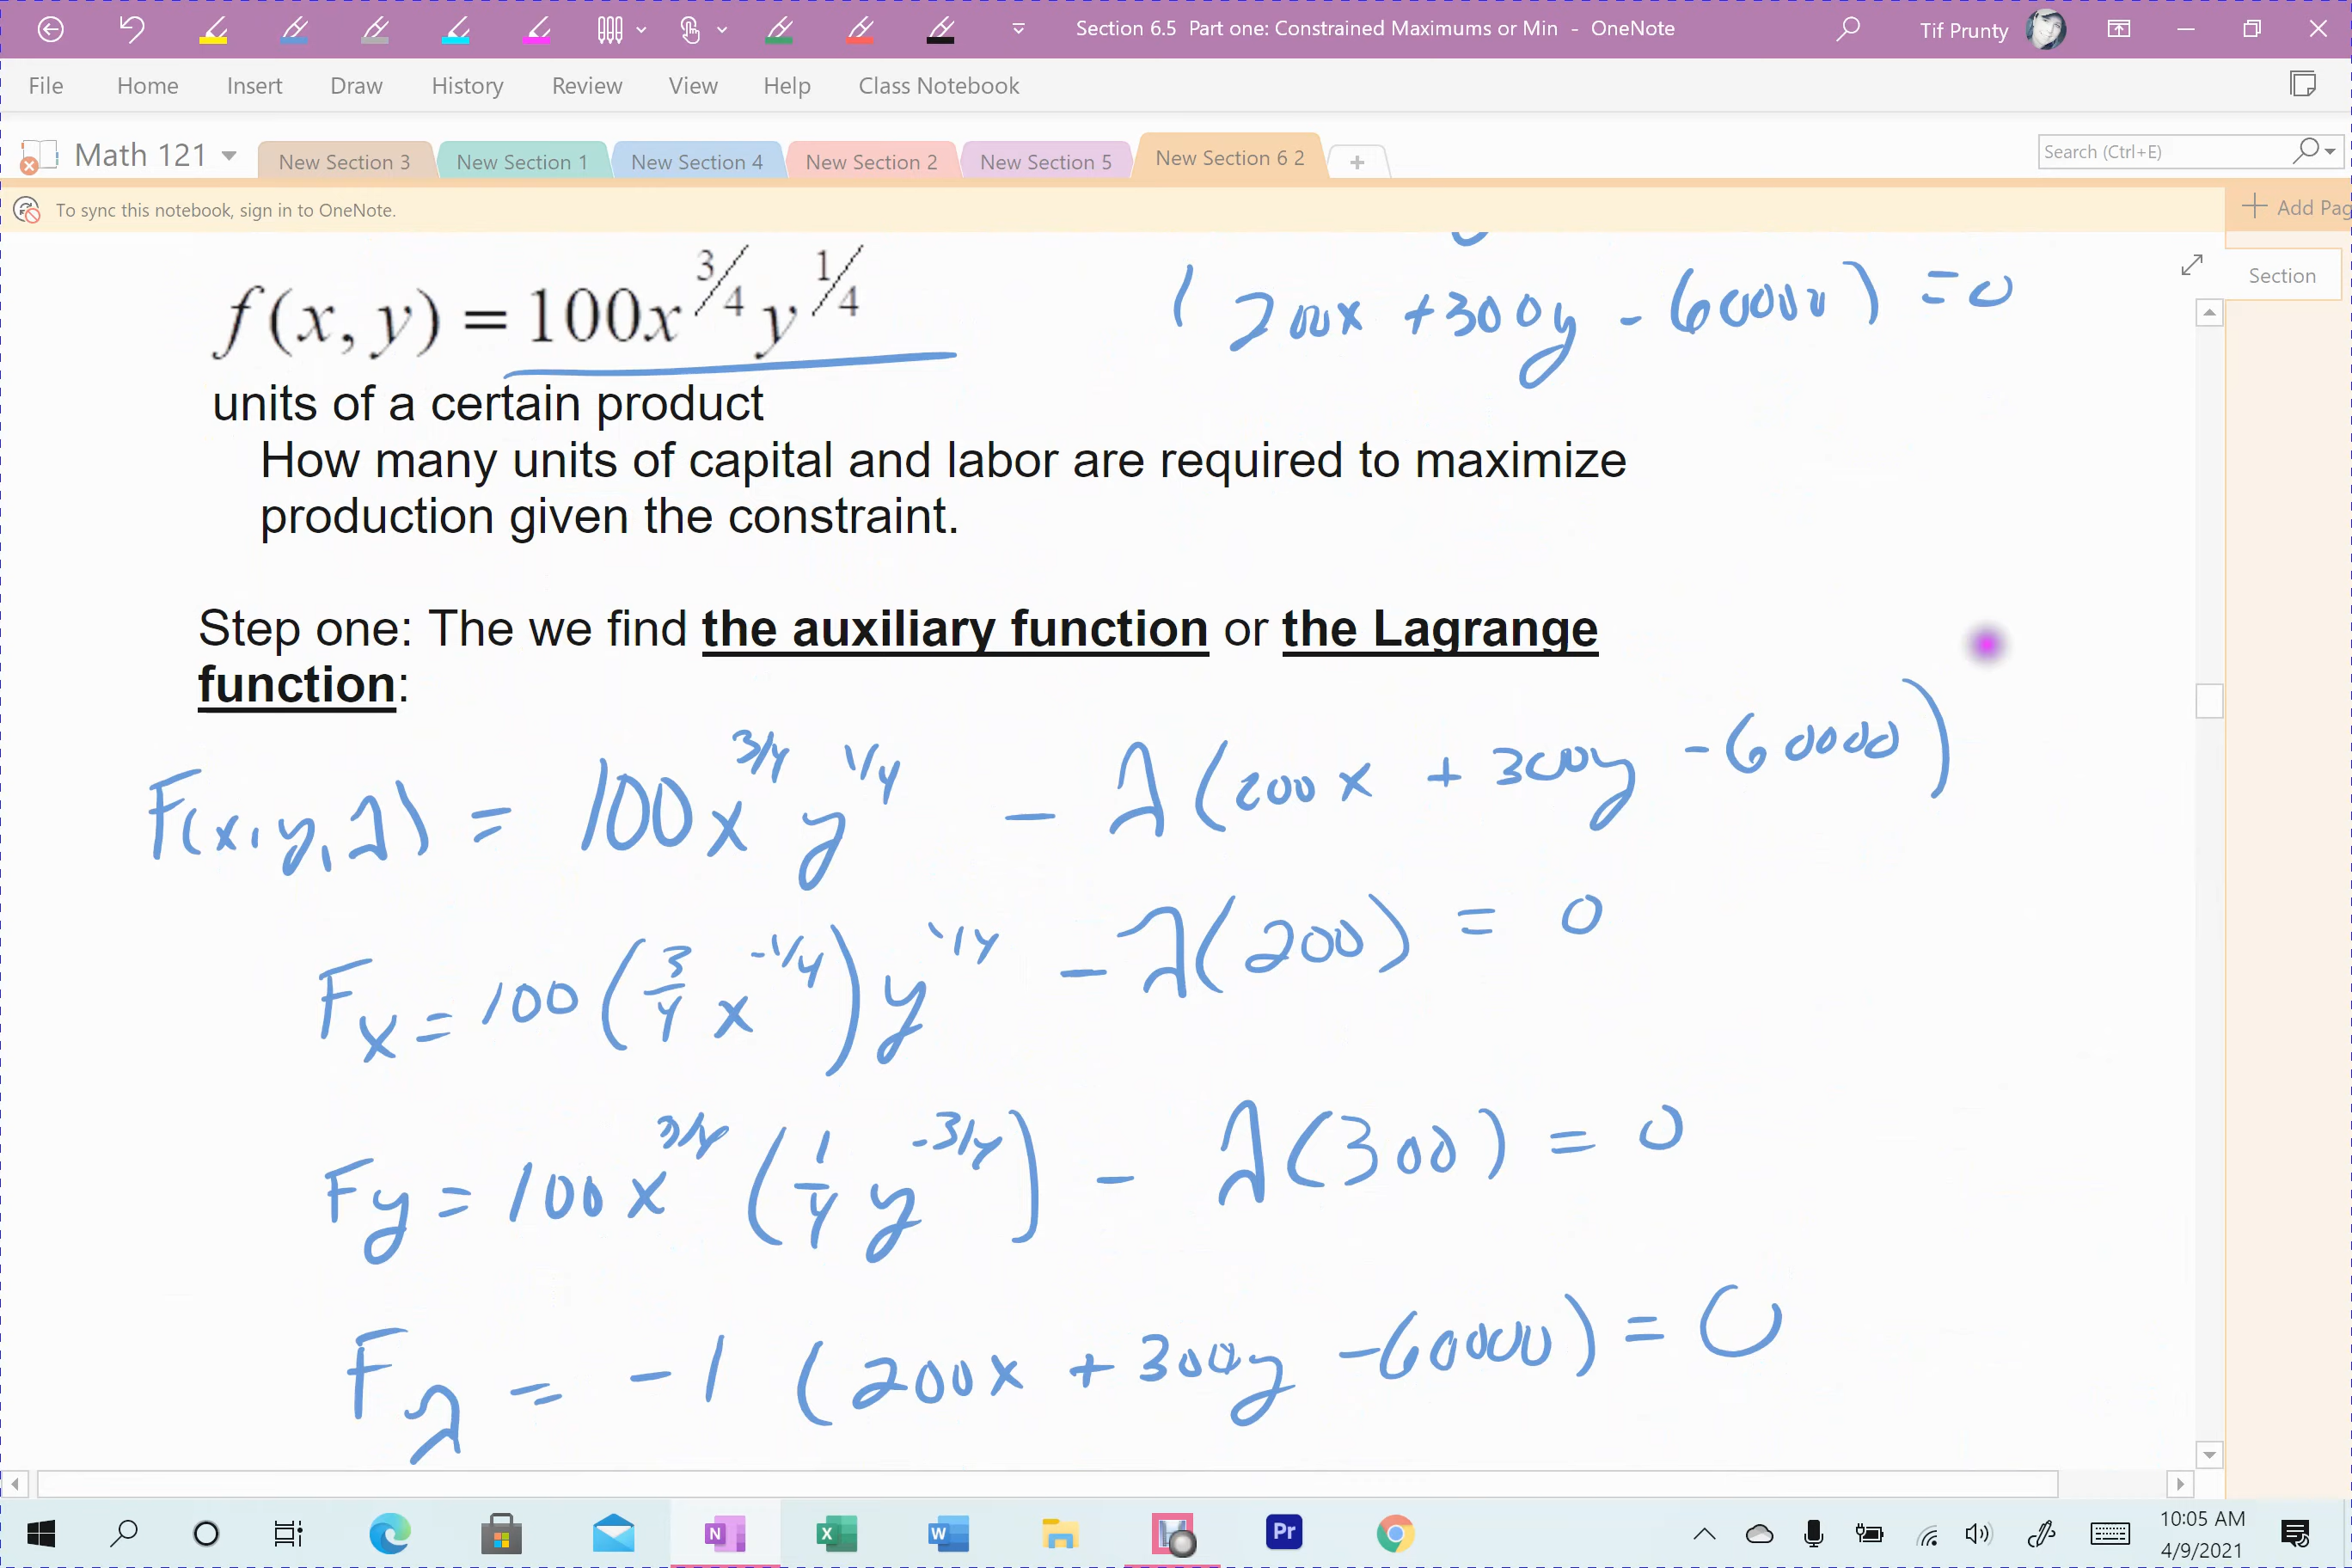 Section 6.5 Part one: Constrained Maximums or Min - OneNote
Tif Prunty
File Home Insert Draw History Review View Help Class Notebook
Math 121 New Section 3 New Section 1 New Section 4 New Section 2 New Section 5 New Section 6 2 +
Search (Ctrl+E)
To sync this notebook, sign in to OneNote.
Add Pag
Section
f(x, y) = 100x^{3/4} y^{1/4}
(200x + 300y - 60000) = 0
units of a certain product
How many units of capital and labor are required to maximize
production given the constraint.
Step one: The we find the auxiliary function or the Lagrange
function:
F(x, y, λ) = 100x^{3/4} y^{1/4} - λ(200x + 300y - 60000)
F_x = 100(3/4 x^{-1/4}) y^{1/4} - λ(200) = 0
F_y = 100x^{3/4} (1/4 y^{-3/4}) - λ(300) = 0
F_λ = -1 (200x + 300y - 60000) = 0
N
X
W
Pr
10:05 AM
4/9/2021